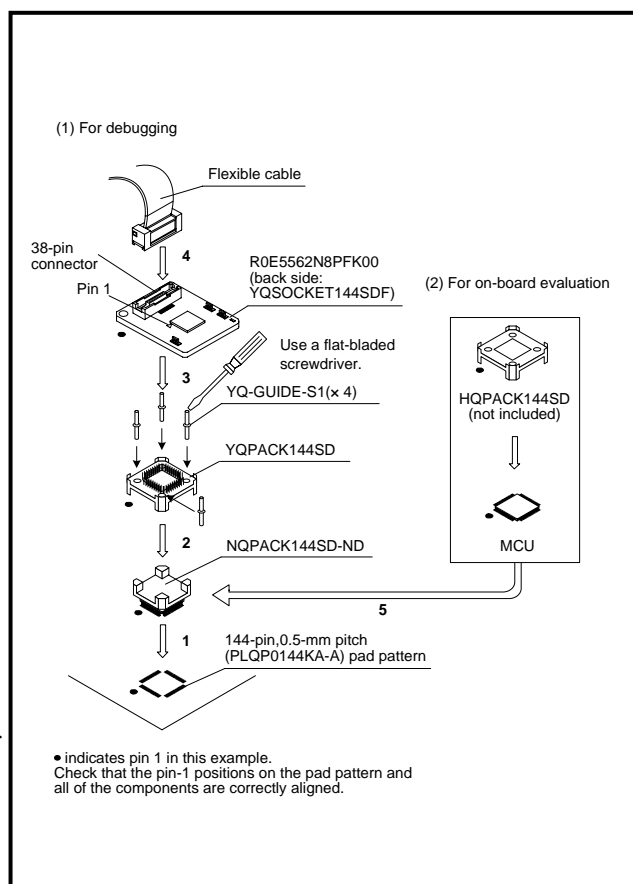 (1) For debugging
Flexible cable
38-pin
connector
4
Pin 1
R0E5562N8PFK00
(back side:
YQSOCKET144SDF)
(2) For on-board evaluation
3
Use a flat-bladed
screwdriver.
YQ-GUIDE-S1(× 4)
HQPACK144SD
(not included)
YQPACK144SD
2
NQPACK144SD-ND
MCU
5
1
144-pin,0.5-mm pitch
(PLQP0144KA-A) pad pattern
● indicates pin 1 in this example.
Check that the pin-1 positions on the pad pattern and
all of the components are correctly aligned.